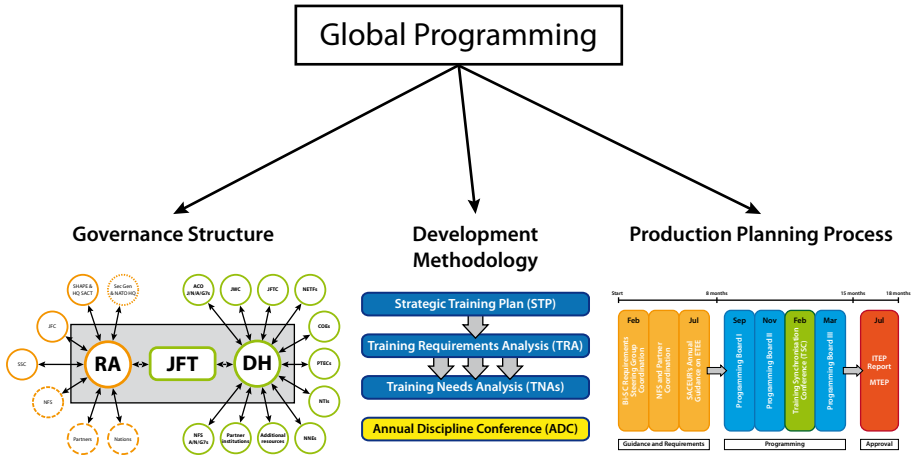 Global Programming
Governance Structure
SHAPE &
HQ SACT
Sec Gen
& NATO HQ
JFC
SSC
NFS
Partners
Nations
RA
JFT
DH
ACO
J/N/A/G7s
JWC
JFTC
NETFs
COEs
PTECs
NTIs
NNEs
Additional
resources
Partner
institutions
NFS
A/N/G7s
Development
Methodology
Strategic Training Plan (STP)
Training Requirements Analysis (TRA)
Training Needs Analysis (TNAs)
Annual Discipline Conference (ADC)
Production Planning Process
Start
8 months
15 months
18 months
Feb
BI-SC Requirements
Steering Group
Coordination
NFS and Partner
Coordination
Jul
SACEUR's Annual
Guidance on ETEE
Sep
Programming Board I
Nov
Programming Board II
Feb
Training Synchronisation
Conference (TSC)
Mar
Programming Board III
Jul
ITEP
Report
MTEP
Guidance and Requirements
Programming
Approval